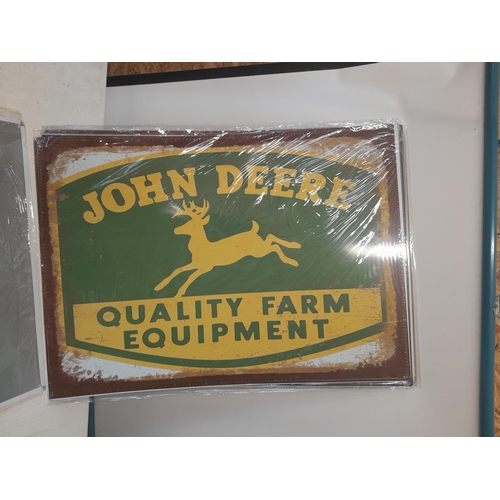 JOHN DEERE
QUALITY FARM
EQUIPMENT